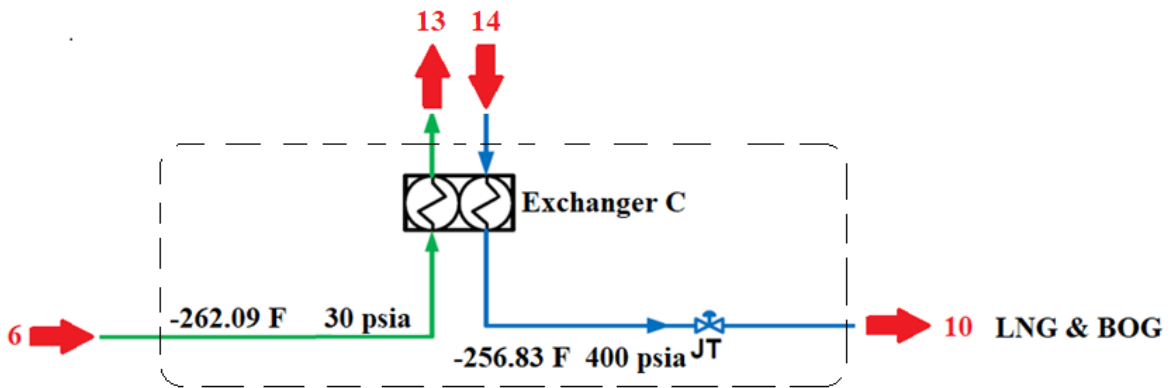 13 14
Exchanger C
-262.09 F 30 psia
6
10 LNG & BOG
-256.83 F 400 psia JT